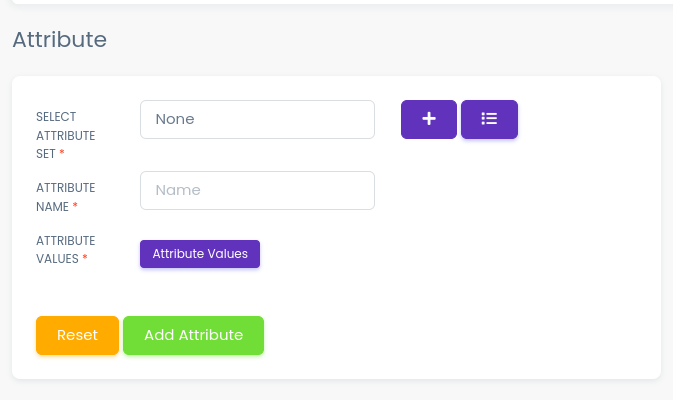 Attribute
SELECT
ATTRIBUTE
SET *
None
ATTRIBUTE
NAME *
Name
ATTRIBUTE
VALUES *
Attribute Values
Reset
Add Attribute